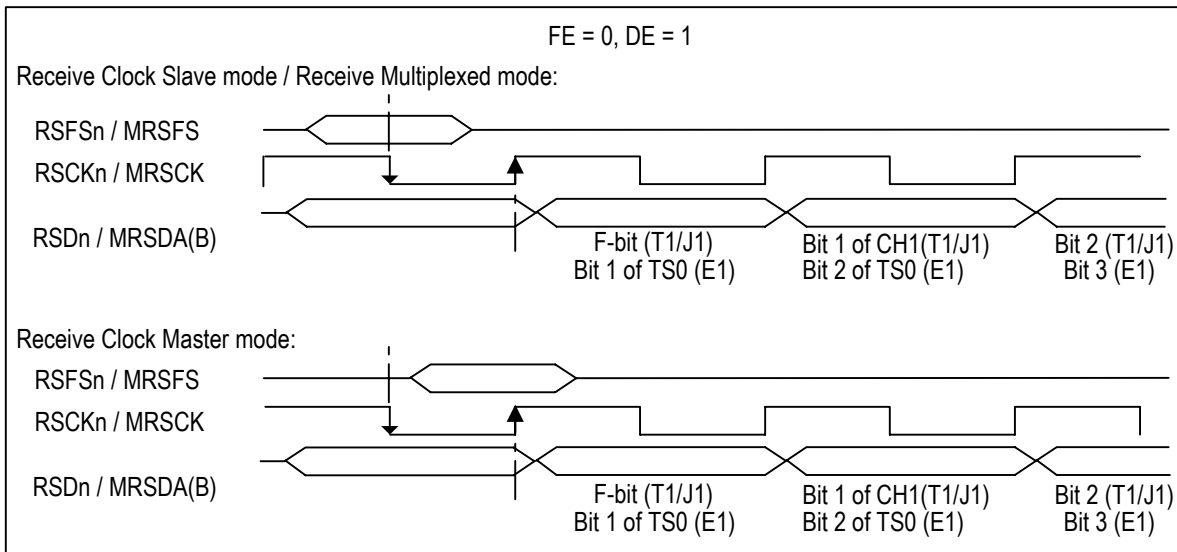 FE = 0, DE = 1
Receive Clock Slave mode / Receive Multiplexed mode:
RSFSn / MRSFS
RSCKn / MRSCK
RSDn / MRSDA(B)
F-bit (T1/J1)
Bit 1 of TS0 (E1)
Bit 1 of CH1(T1/J1)
Bit 2 of TS0 (E1)
Bit 2 (T1/J1)
Bit 3 (E1)
Receive Clock Master mode:
RSFSn / MRSFS
RSCKn / MRSCK
RSDn / MRSDA(B)
F-bit (T1/J1)
Bit 1 of TS0 (E1)
Bit 1 of CH1(T1/J1)
Bit 2 of TS0 (E1)
Bit 2 (T1/J1)
Bit 3 (E1)